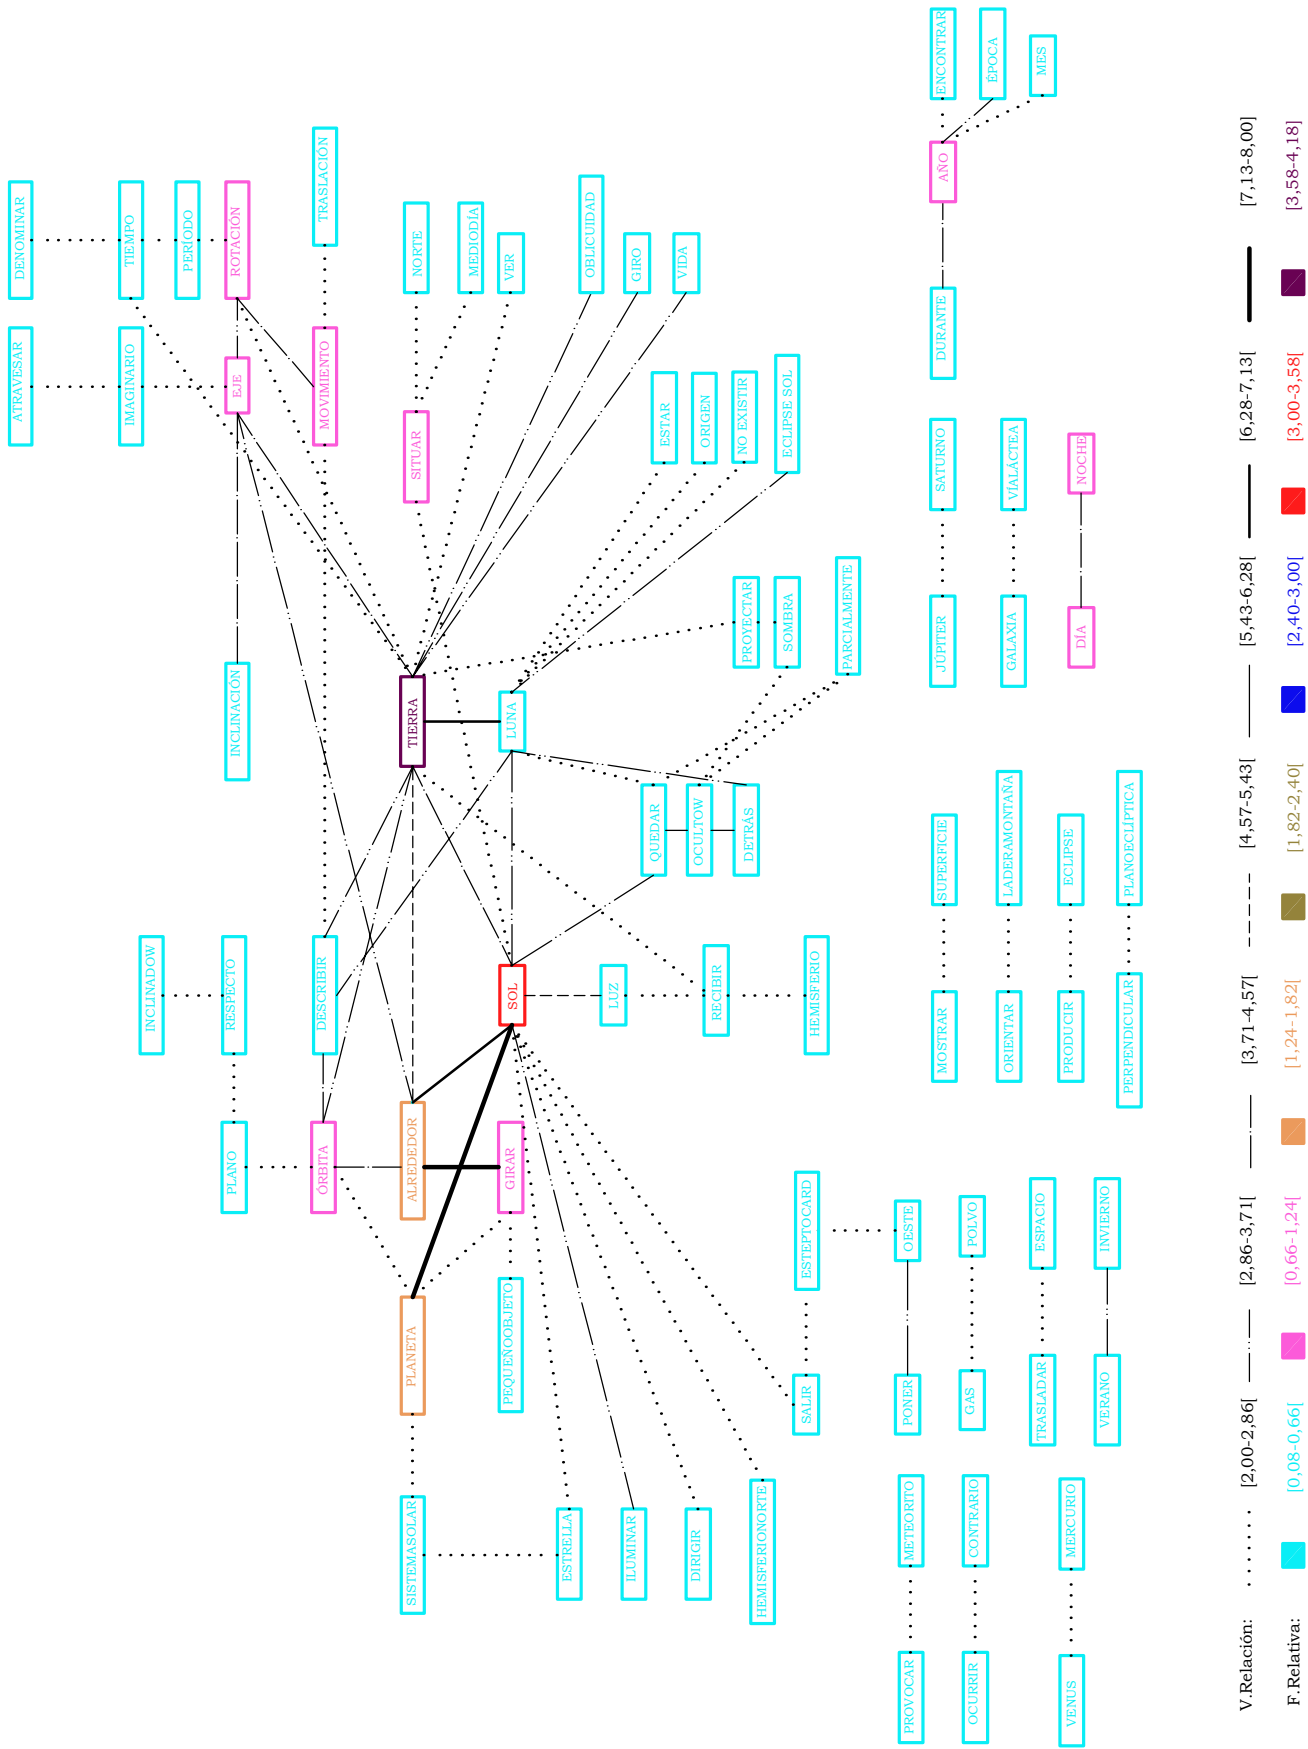 DENOMINAR
ATRAVESAR
TIEMPO
IMAGINARIO
INCLINADOW
PERÍODO
ROTACIÓN
EJE
INCLINACIÓN
RESPECTO
PLANO
TRASLACIÓN
MOVIMIENTO
DESCRIBIR
ÓRBITA
NORTE
SITUAR
TIERRA
ALREDEDOR
PLANETA
SISTEMASOLAR
MEDIODÍA
VER
LUNA
SOL
GIRAR
PEQUEÑOOBJETO
OBLICUIDAD
ESTRELLA
GIRO
LUZ
ILUMINAR
VIDA
ESTAR
QUEDAR
ORIGEN
OCULTOW
DIRIGIR
RECIBIR
NO EXISTIR
PROYECTAR
DETRÁS
HEMISFERIONORTE
ECLIPSE SOL
SOMBRA
HEMISFERIO
ESTEPTOCARD
SALIR
PARCIALMENTE
ENCONTRAR
AÑO
ÉPOCA
MES
DURANTE
SATURNO
JÚPITER
VÍALÁCTEA
GALAXIA
NOCHE
DÍA
SUPERFICIE
MOSTRAR
LADERAMONTAÑA
ORIENTAR
ECLIPSE
PRODUCIR
PLANOECLÍPTICA
PERPENDICULAR
OESTE
PONER
POLVO
GAS
ESPACIO
TRASLADAR
INVIERNO
VERANO
METEORITO
PROVOCAR
CONTRARIO
OCURRIR
MERCURIO
VENUS
V.Relación: [2,00-2,86[ [2,86-3,71[ [3,71-4,57[ [4,57-5,43[ [5,43-6,28[ [6,28-7,13[ [7,13-8,00]
F.Relativa: [0,08-0,66[ [0,66-1,24[ [1,24-1,82[ [1,82-2,40[ [2,40-3,00[ [3,00-3,58[ [3,58-4,18]